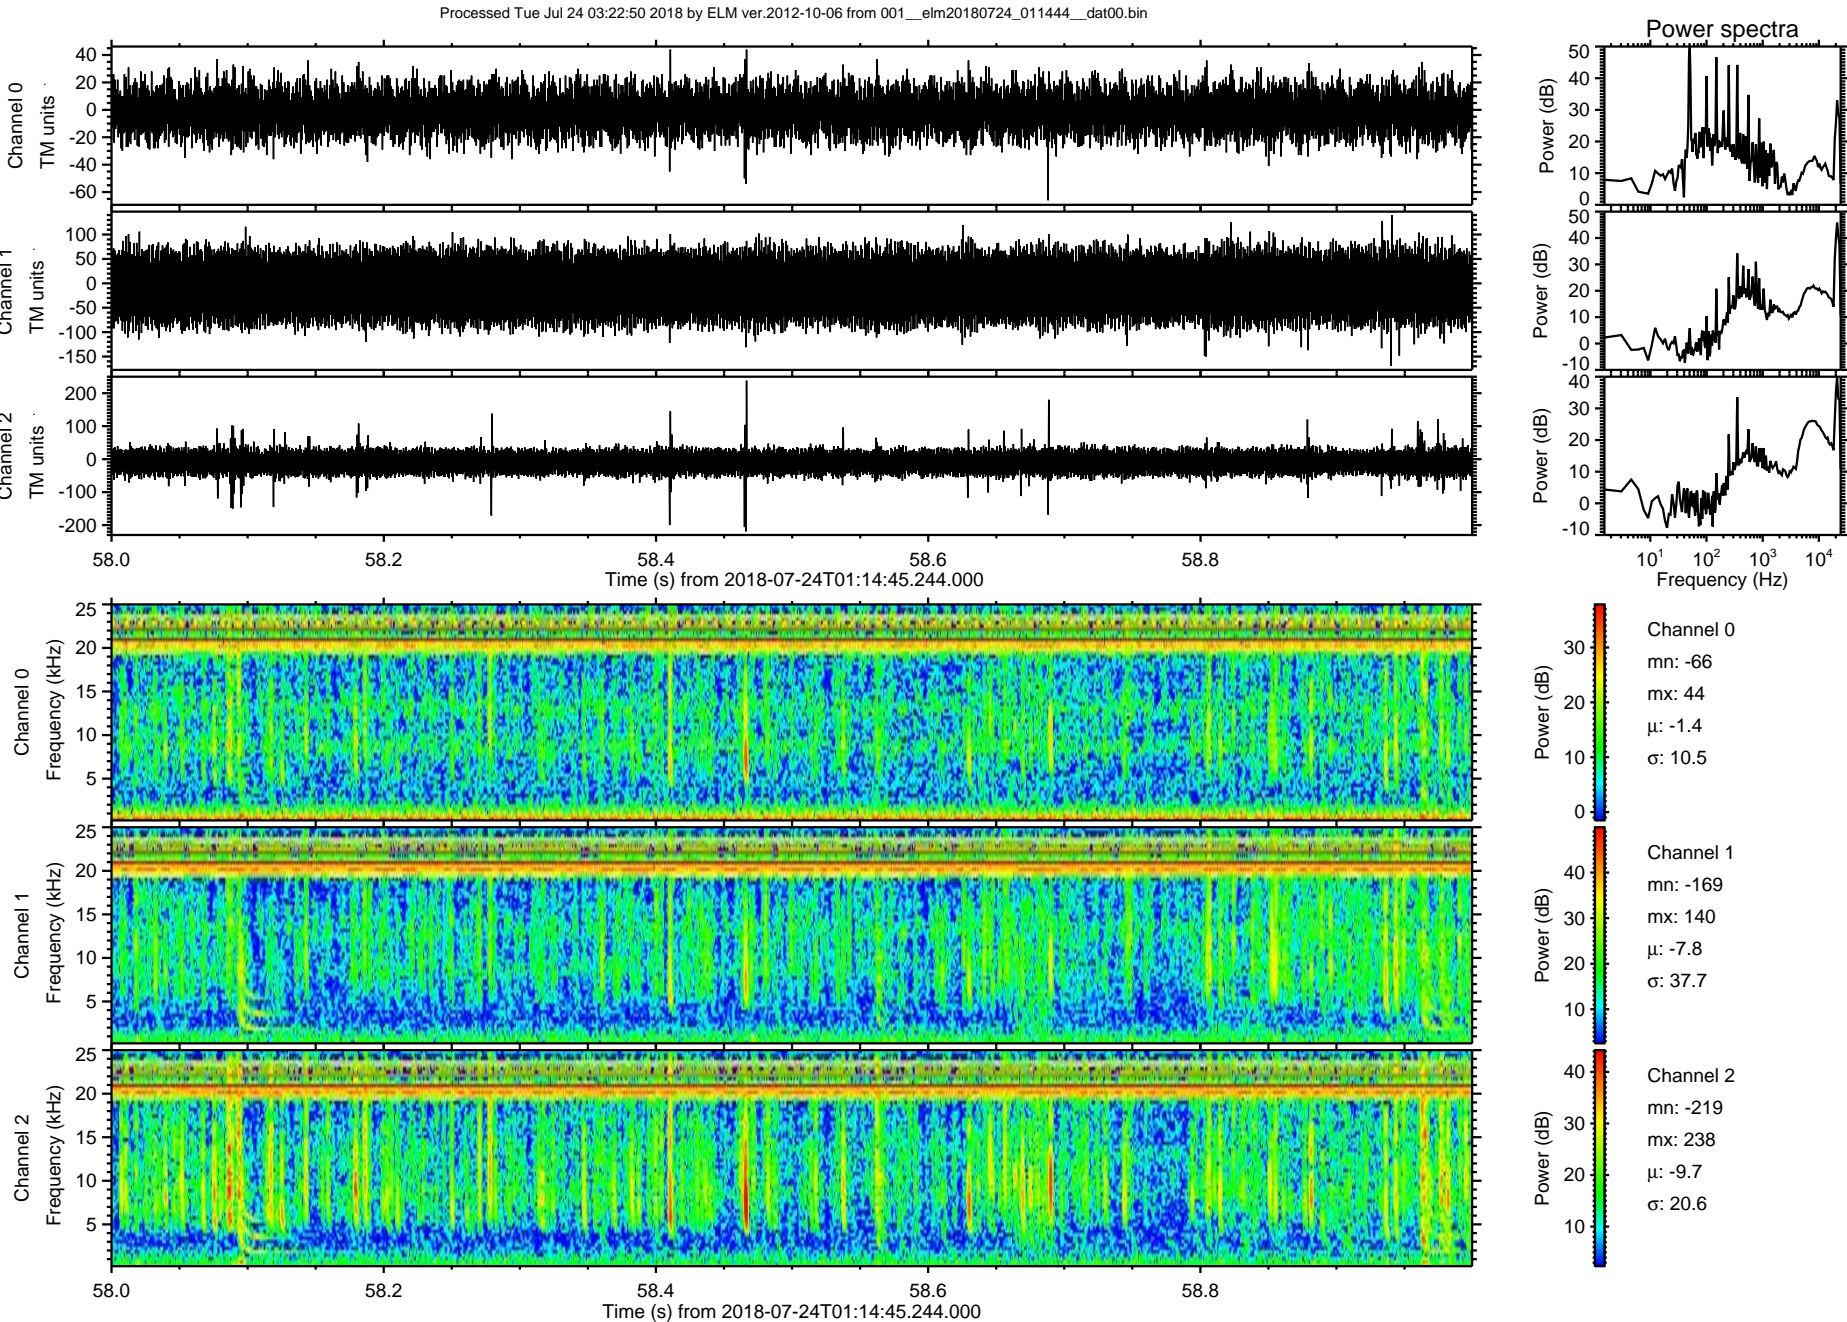 Processed Tue Jul 24 03:22:50 2018 by ELM ver.2012-10-06 from 001__elm20180724_011444__dat00.bin
Power spectra
Channel 0
TM units
40
20
0
-20
-40
-60
Power (dB)
50
40
30
20
10
0
Channel 1
TM units
100
50
0
-50
-100
-150
Power (dB)
50
40
30
20
10
0
-10
Channel 2
TM units
200
100
0
-100
-200
Power (dB)
40
30
20
10
0
-10
58.0 58.2 58.4 58.6 58.8
Time (s) from 2018-07-24T01:14:45.244.000
10¹ 10² 10³ 10⁴
Frequency (Hz)
Channel 0
Frequency (kHz)
25
20
15
10
5
Power (dB)
30
20
10
0
Channel 0
mn: -66
mx: 44
μ: -1.4
σ: 10.5
Channel 1
Frequency (kHz)
25
20
15
10
5
Power (dB)
40
30
20
10
Channel 1
mn: -169
mx: 140
μ: -7.8
σ: 37.7
Channel 2
Frequency (kHz)
25
20
15
10
5
Power (dB)
40
30
20
10
Channel 2
mn: -219
mx: 238
μ: -9.7
σ: 20.6
58.0 58.2 58.4 58.6 58.8
Time (s) from 2018-07-24T01:14:45.244.000